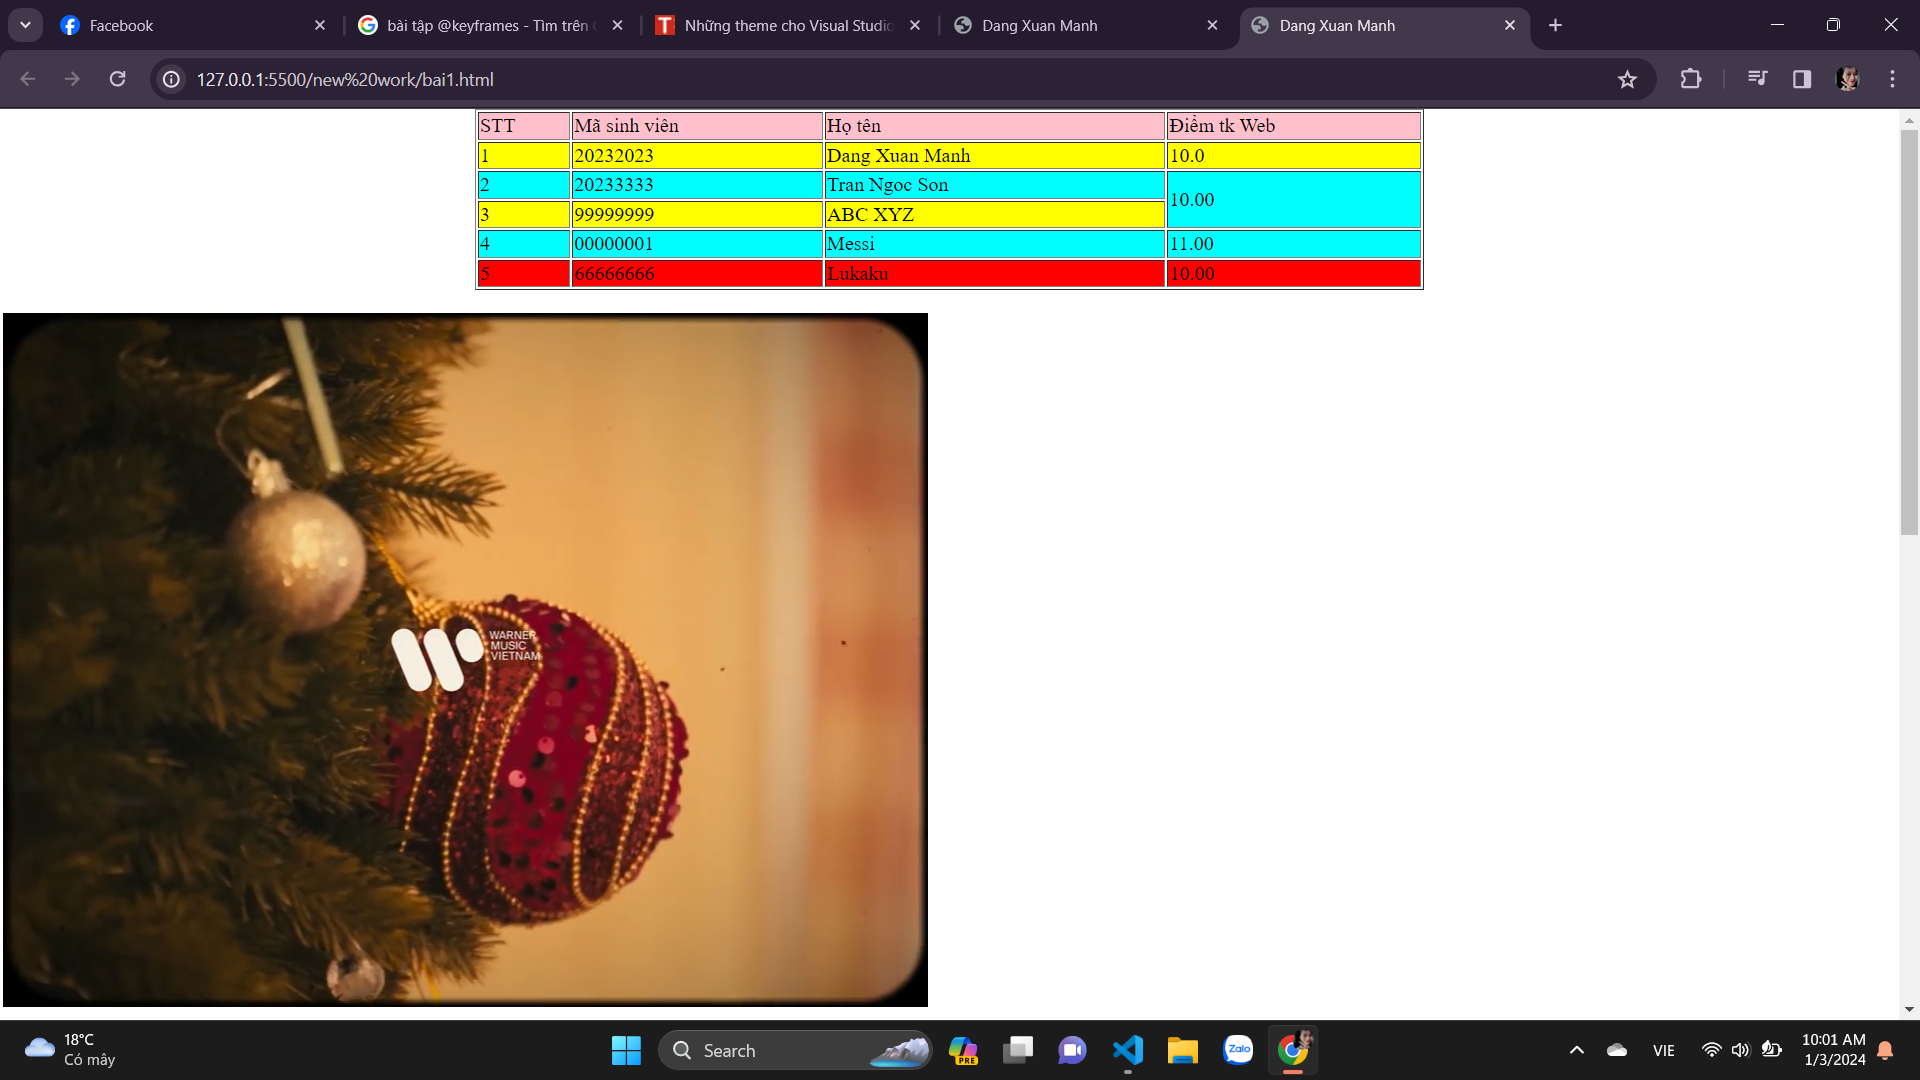 Facebook
bài tập @keyframes - Tìm trên
Những theme cho Visual Studio
Dang Xuan Manh
Dang Xuan Manh
127.0.0.1:5500/new%20work/bai1.html
STT Mã sinh viên Họ tên Điểm tk Web
1 20232023 Dang Xuan Manh 10.0
2 20233333 Tran Ngoc Son 10.00
3 99999999 ABC XYZ
4 00000001 Messi 11.00
5 66666666 Lukaku 10.00
WARNER
MUSIC
VIETNAM
18°C
Có mây
Search
PRE
Zalo
VIE
10:01 AM
1/3/2024